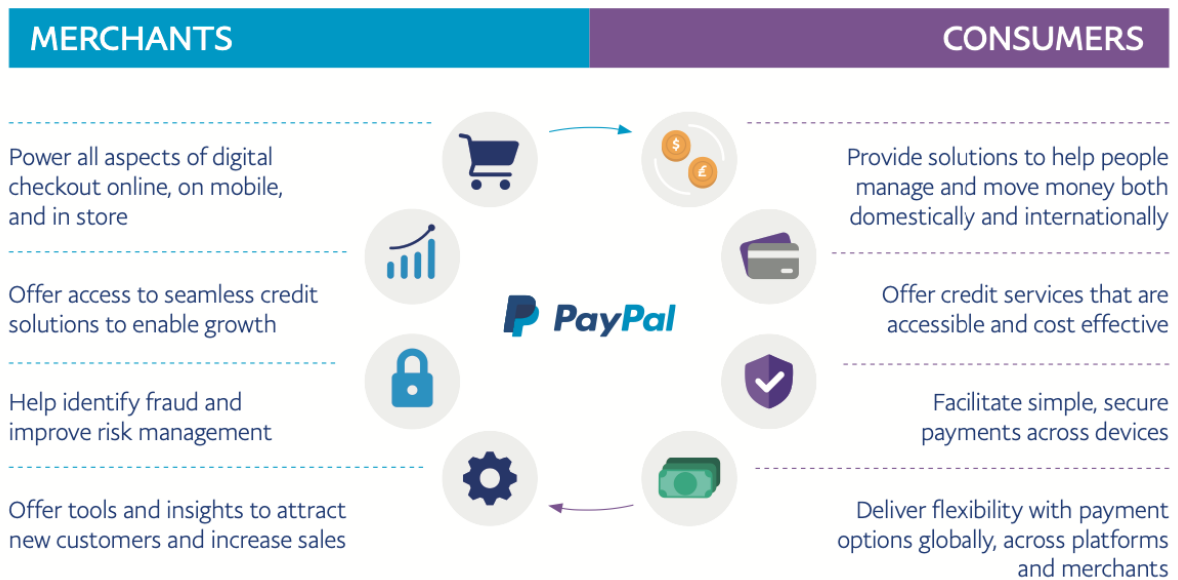 MERCHANTS
CONSUMERS
Power all aspects of digital
checkout online, on mobile,
and in store
Offer access to seamless credit
solutions to enable growth
Help identify fraud and
improve risk management
Offer tools and insights to attract
new customers and increase sales
$
£
PayPal
Provide solutions to help people
manage and move money both
domestically and internationally
Offer credit services that are
accessible and cost effective
Facilitate simple, secure
payments across devices
Deliver flexibility with payment
options globally, across platforms
and merchants